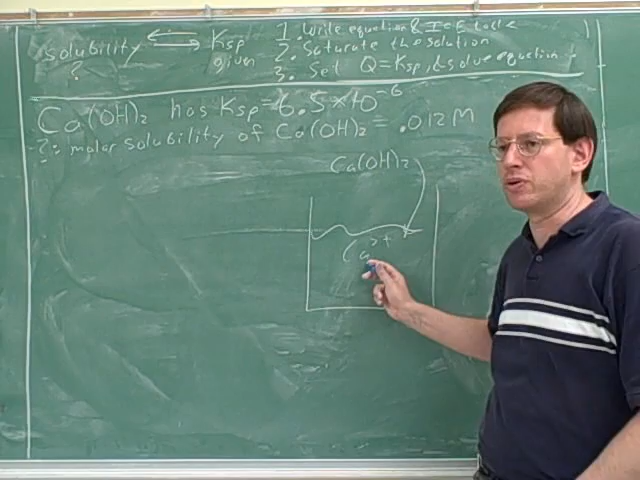 solubility ⇌ Ksp
? given
1. Write equation & ICE table
2. Saturate the solution
3. Set Q=Ksp, & solve equation
Ca(OH)₂ has Ksp=6.5×10⁻⁶
?: molar solubility of Ca(OH)₂ = .012M
Ca(OH)₂
Ca²⁺